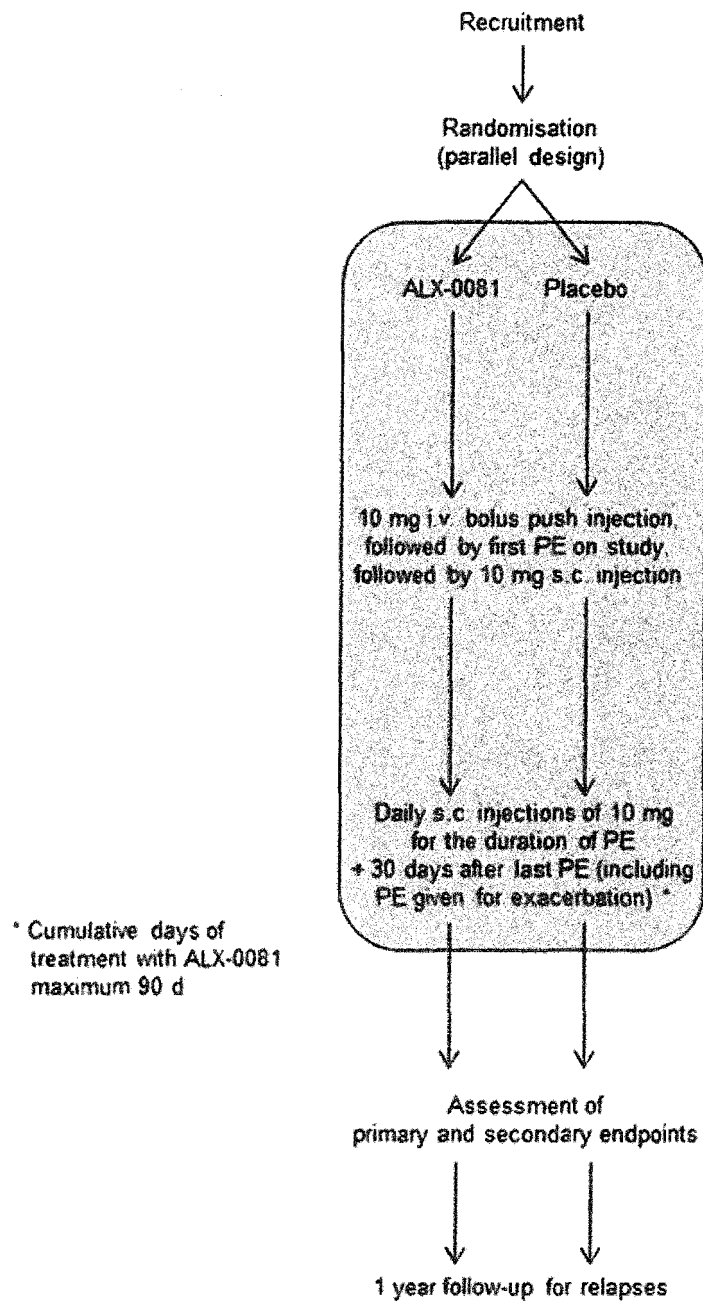 Recruitment
Randomisation
(parallel design)
ALX-0081 Placebo
10 mg i.v. bolus push injection,
followed by first PE on study,
followed by 10 mg s.c. injection
Daily s.c. injections of 10 mg
for the duration of PE
+ 30 days after last PE (including
PE given for exacerbation) *
* Cumulative days of
treatment with ALX-0081
maximum 90 d
Assessment of
primary and secondary endpoints
1 year follow-up for relapses